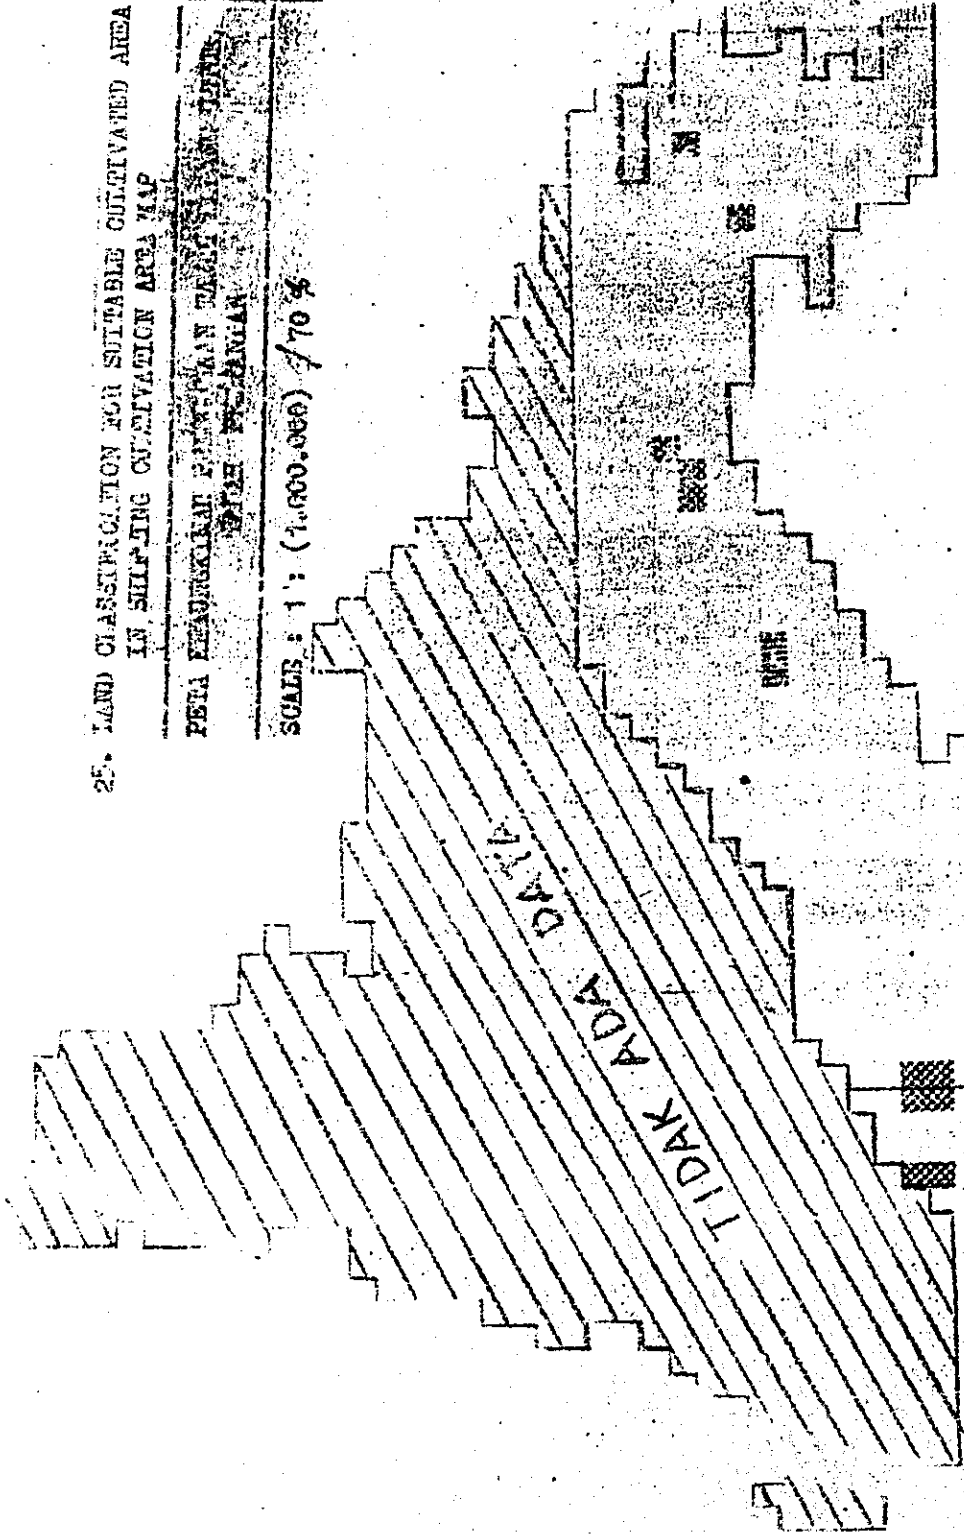 25. LAND CLASSIFICATION FOR SUITABLE CULTIVATED AREA
IN SHIFTING CULTIVATION AREA MAP
PETA
SCALE : 1 : (1.000.000) / 70 %
TIDAK ADA DATA